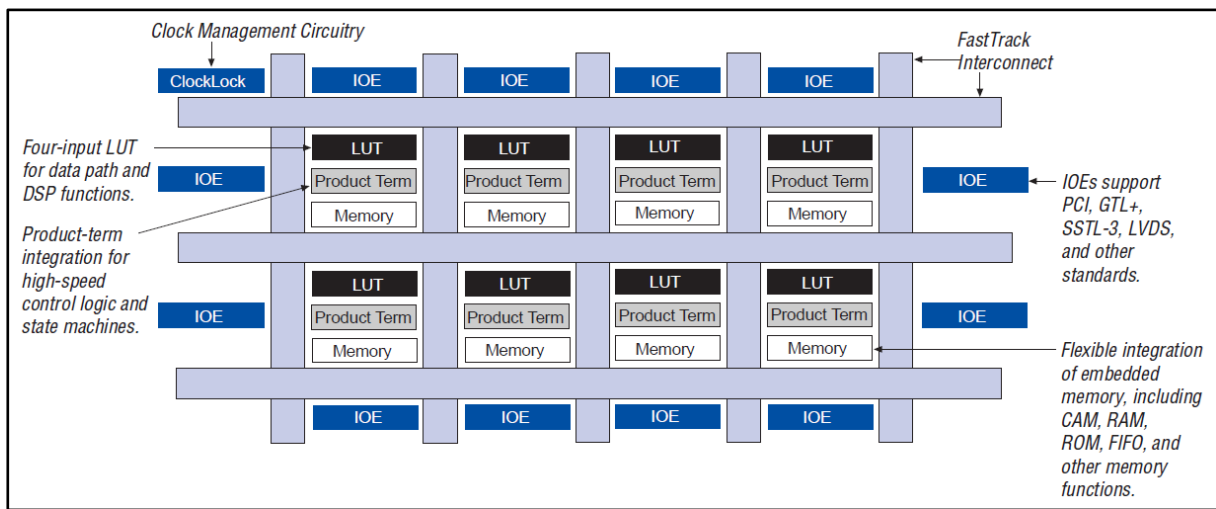 Clock Management Circuitry
FastTrack
Interconnect
ClockLock
IOE
IOE
IOE
IOE
Four-input LUT
for data path and
DSP functions.
LUT
LUT
LUT
LUT
IOE
Product Term
Product Term
Product Term
Product Term
IOE
IOEs support
PCI, GTL+,
SSTL-3, LVDS,
and other
standards.
Memory
Memory
Memory
Memory
Product-term
integration for
high-speed
control logic and
state machines.
LUT
LUT
LUT
LUT
IOE
Product Term
Product Term
Product Term
Product Term
IOE
Memory
Memory
Memory
Memory
Flexible integration
of embedded
memory, including
CAM, RAM,
ROM, FIFO, and
other memory
functions.
IOE
IOE
IOE
IOE